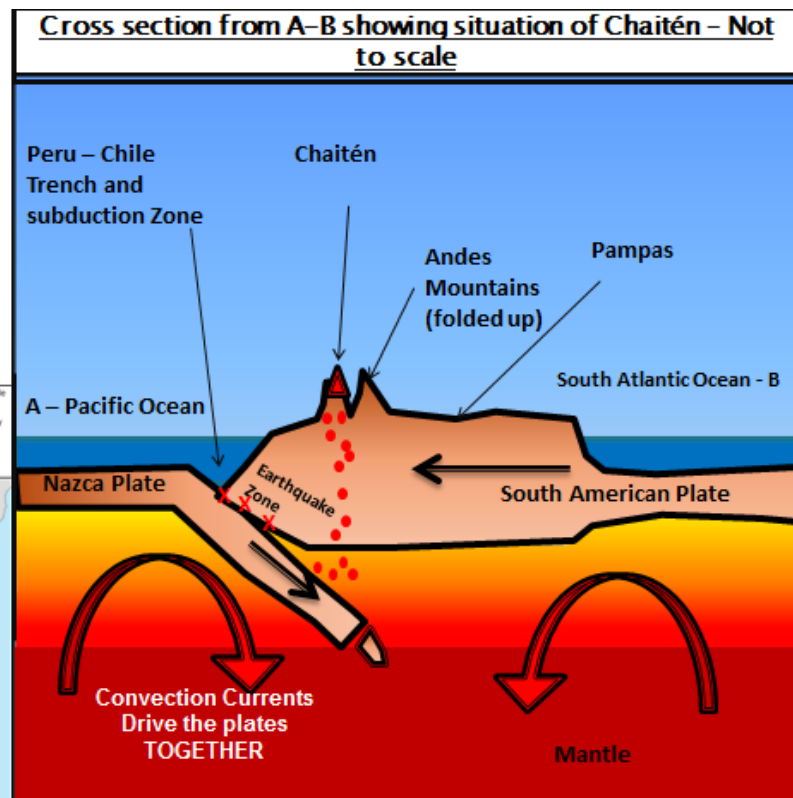 Cross section from A–B showing situation of Chaitén – Not
to scale
Peru – Chile
Trench and
subduction Zone
Chaitén
Andes
Mountains
(folded up)
Pampas
South Atlantic Ocean - B
A – Pacific Ocean
Nazca Plate
Earthquake
Zone
South American Plate
Convection Currents
Drive the plates
TOGETHER
Mantle